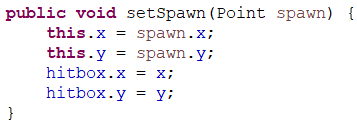 public void setSpawn(Point spawn) {
    this.x = spawn.x;
    this.y = spawn.y;
    hitbox.x = x;
    hitbox.y = y;
}